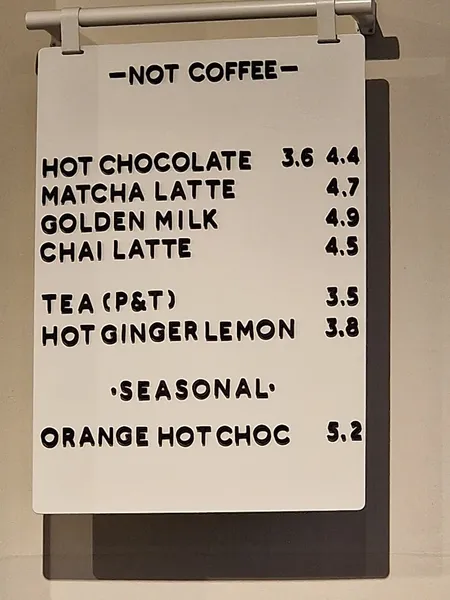 -NOT COFFEE-
HOT CHOCOLATE 3.6 4.4
MATCHA LATTE 4.7
GOLDEN MILK 4.9
CHAI LATTE 4.5
TEA (P&T) 3.5
HOT GINGER LEMON 3.8
·SEASONAL·
ORANGE HOT CHOC 5.2